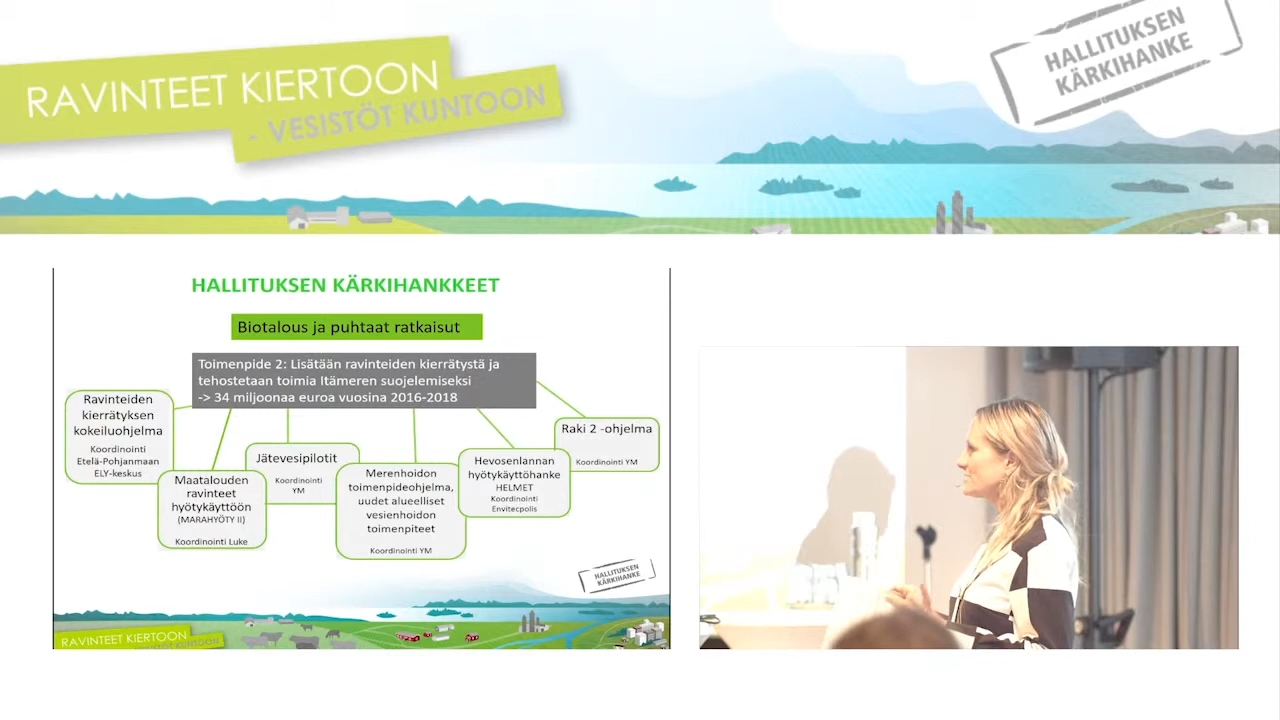 RAVINTEET KIERTOON
- VESISTÖT KUNTOON
HALLITUKSEN
KÄRKIHANKE
HALLITUKSEN KÄRKIHANKKEET
Biotalous ja puhtaat ratkaisut
Toimenpide 2: Lisätään ravinteiden kierrätystä ja
tehostetaan toimia Itämeren suojelemiseksi
-> 34 miljoonaa euroa vuosina 2016-2018
Ravinteiden
kierrätyksen
kokeiluohjelma
Koordinointi
Etelä-Pohjanmaan
ELY-keskus
Maatalouden
ravinteet
hyötykäyttöön
(MARAHYÖTY II)
Koordinointi Luke
Jätevesipilotit
Koordinointi
YM
Merenhoidon
toimenpideohjelma,
uudet alueelliset
vesienhoidon
toimenpiteet
Koordinointi YM
Hevosenlannan
hyötykäyttöhanke
HELMET
Koordinointi
Envitecpolis
Raki 2 -ohjelma
Koordinointi YM
HALLITUKSEN
KÄRKIHANKE
RAVINTEET KIERTOON